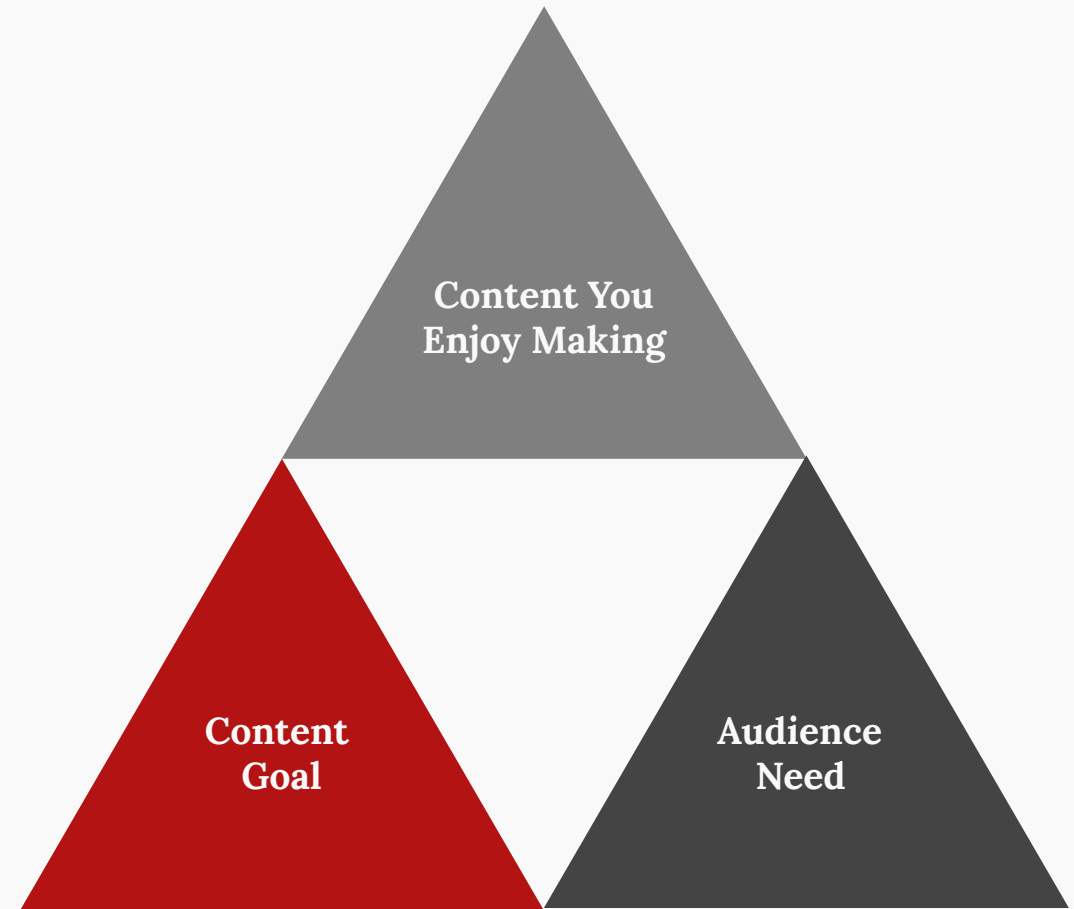 Content You
Enjoy Making
Content
Goal
Audience
Need